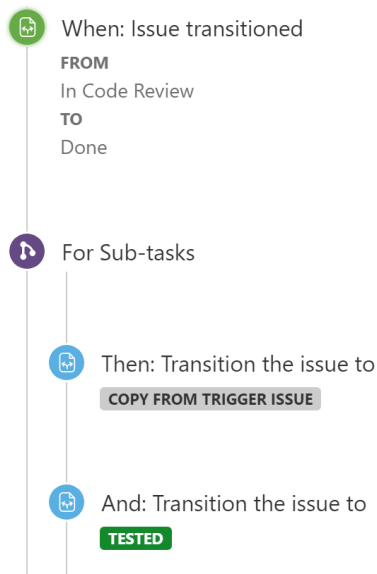 When: Issue transitioned
FROM
In Code Review
TO
Done
For Sub-tasks
Then: Transition the issue to
COPY FROM TRIGGER ISSUE
And: Transition the issue to
TESTED